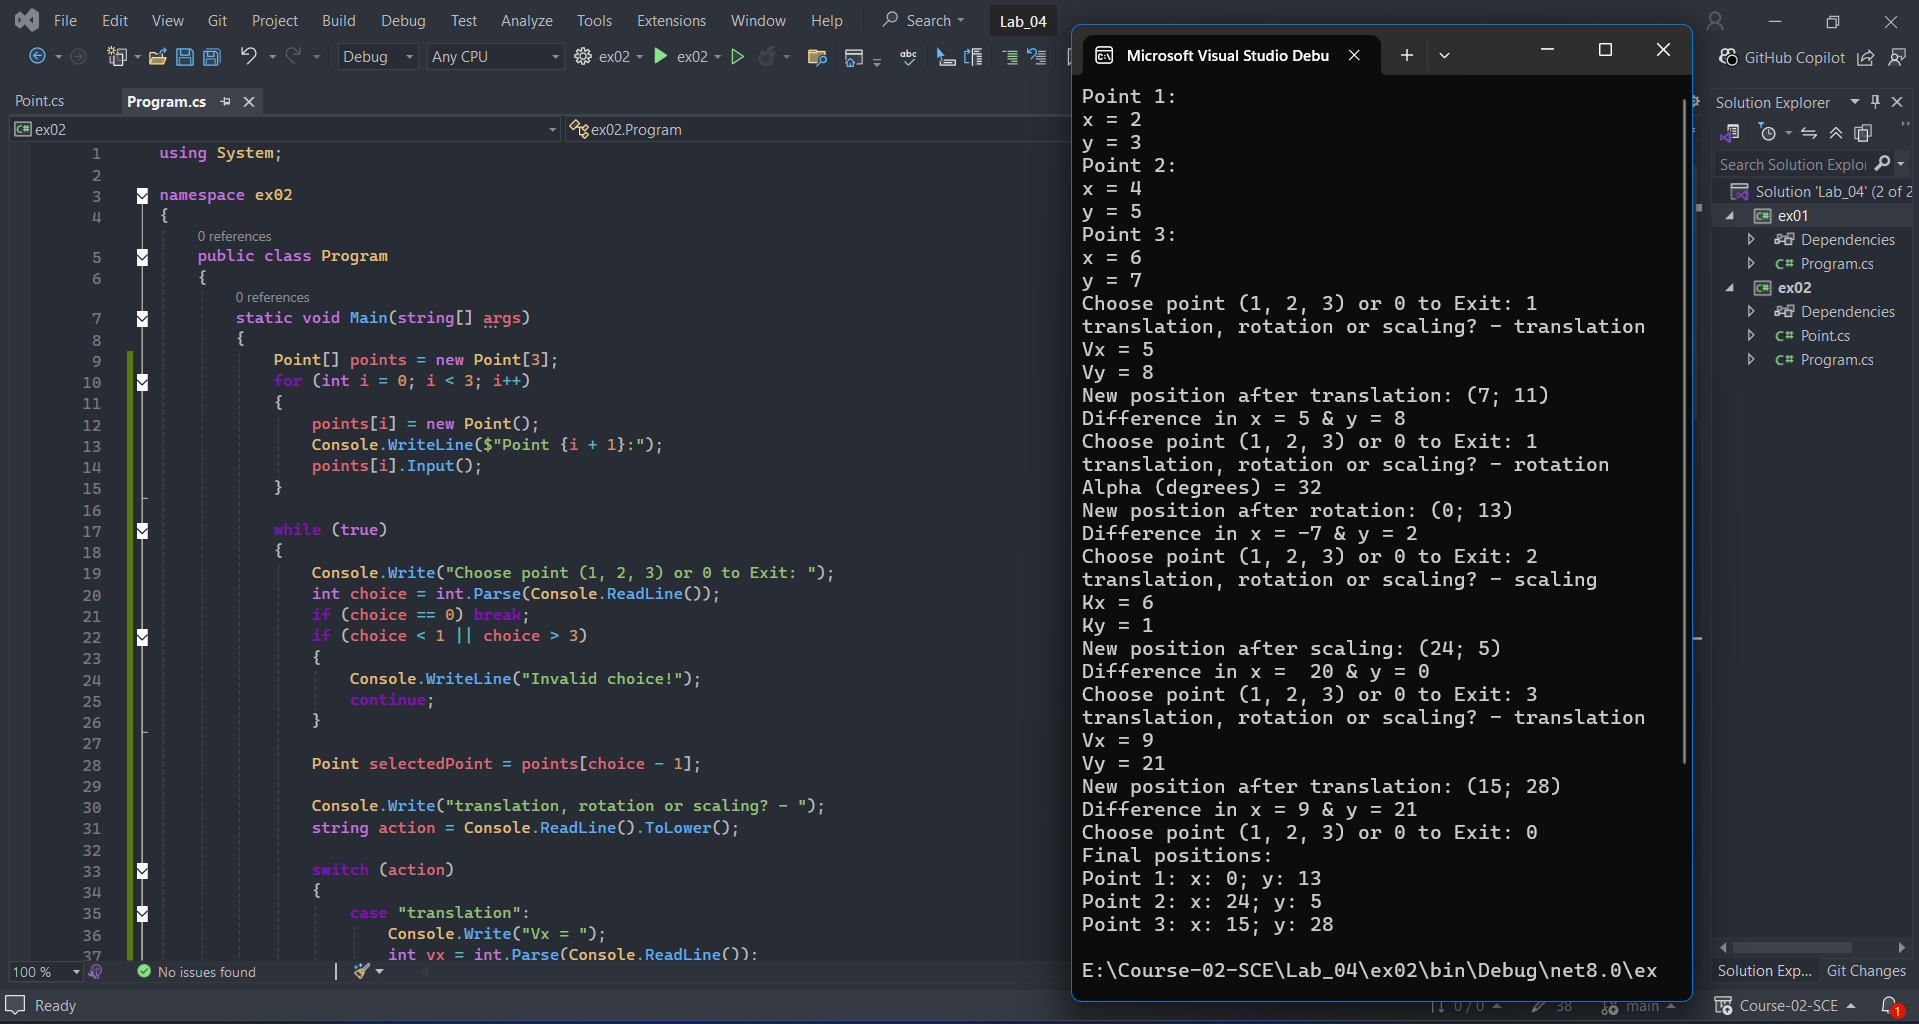 File Edit View Git Project Build Debug Test Analyze Tools Extensions Window Help Search Lab_04
Debug Any CPU ex02 ex02 GitHub Copilot
Point.cs Program.cs
ex02 ex02.Program
1 using System;
2
3 namespace ex02
4 {
0 references
5 public class Program
6 {
0 references
7 static void Main(string[] args)
8 {
9 Point[] points = new Point[3];
10 for (int i = 0; i < 3; i++)
11 {
12 points[i] = new Point();
13 Console.WriteLine($"Point {i + 1}:");
14 points[i].Input();
15 }
16
17 while (true)
18 {
19 Console.Write("Choose point (1, 2, 3) or 0 to Exit: ");
20 int choice = int.Parse(Console.ReadLine());
21 if (choice == 0) break;
22 if (choice < 1 || choice > 3)
23 {
24 Console.WriteLine("Invalid choice!");
25 continue;
26 }
27
28 Point selectedPoint = points[choice - 1];
29
30 Console.Write("translation, rotation or scaling? - ");
31 string action = Console.ReadLine().ToLower();
32
33 switch (action)
34 {
35 case "translation":
36 Console.Write("Vx = ");
37 int vx = int.Parse(Console.ReadLine());
100 % No issues found
Ready
Microsoft Visual Studio Debu
Point 1:
x = 2
y = 3
Point 2:
x = 4
y = 5
Point 3:
x = 6
y = 7
Choose point (1, 2, 3) or 0 to Exit: 1
translation, rotation or scaling? - translation
Vx = 5
Vy = 8
New position after translation: (7; 11)
Difference in x = 5 & y = 8
Choose point (1, 2, 3) or 0 to Exit: 1
translation, rotation or scaling? - rotation
Alpha (degrees) = 32
New position after rotation: (0; 13)
Difference in x = -7 & y = 2
Choose point (1, 2, 3) or 0 to Exit: 2
translation, rotation or scaling? - scaling
Kx = 6
Ky = 1
New position after scaling: (24; 5)
Difference in x =  20 & y = 0
Choose point (1, 2, 3) or 0 to Exit: 3
translation, rotation or scaling? - translation
Vx = 9
Vy = 21
New position after translation: (15; 28)
Difference in x = 9 & y = 21
Choose point (1, 2, 3) or 0 to Exit: 0
Final positions:
Point 1: x: 0; y: 13
Point 2: x: 24; y: 5
Point 3: x: 15; y: 28
E:\Course-02-SCE\Lab_04\ex02\bin\Debug\net8.0\ex
Solution Explorer
Search Solution Explo
Solution 'Lab_04' (2 of 2
ex01
Dependencies
C# Program.cs
ex02
Dependencies
C# Point.cs
C# Program.cs
Solution Exp... Git Changes
0 / 0 38 main Course-02-SCE 1